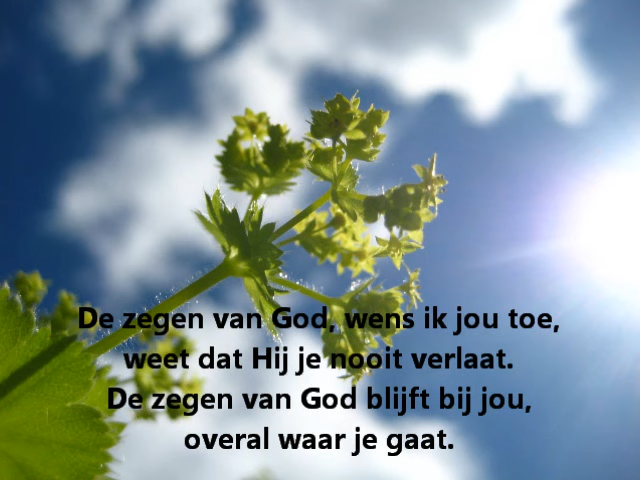 De zegen van God, wens ik jou toe,
weet dat Hij je nooit verlaat.
De zegen van God blijft bij jou,
overal waar je gaat.